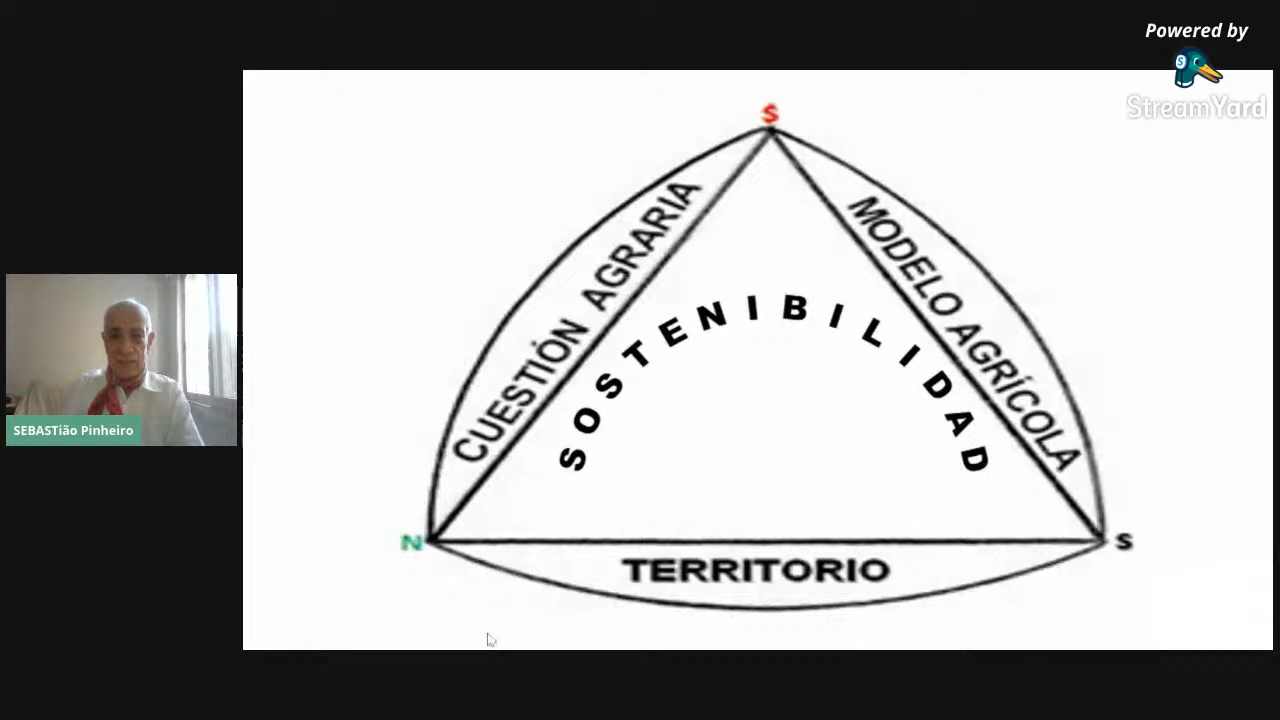 Powered by
StreamYard
S
CUESTIÓN AGRARIA
MODELO AGRÍCOLA
SOSTENIBILIDAD
SEBASTião Pinheiro
N
S
TERRITORIO